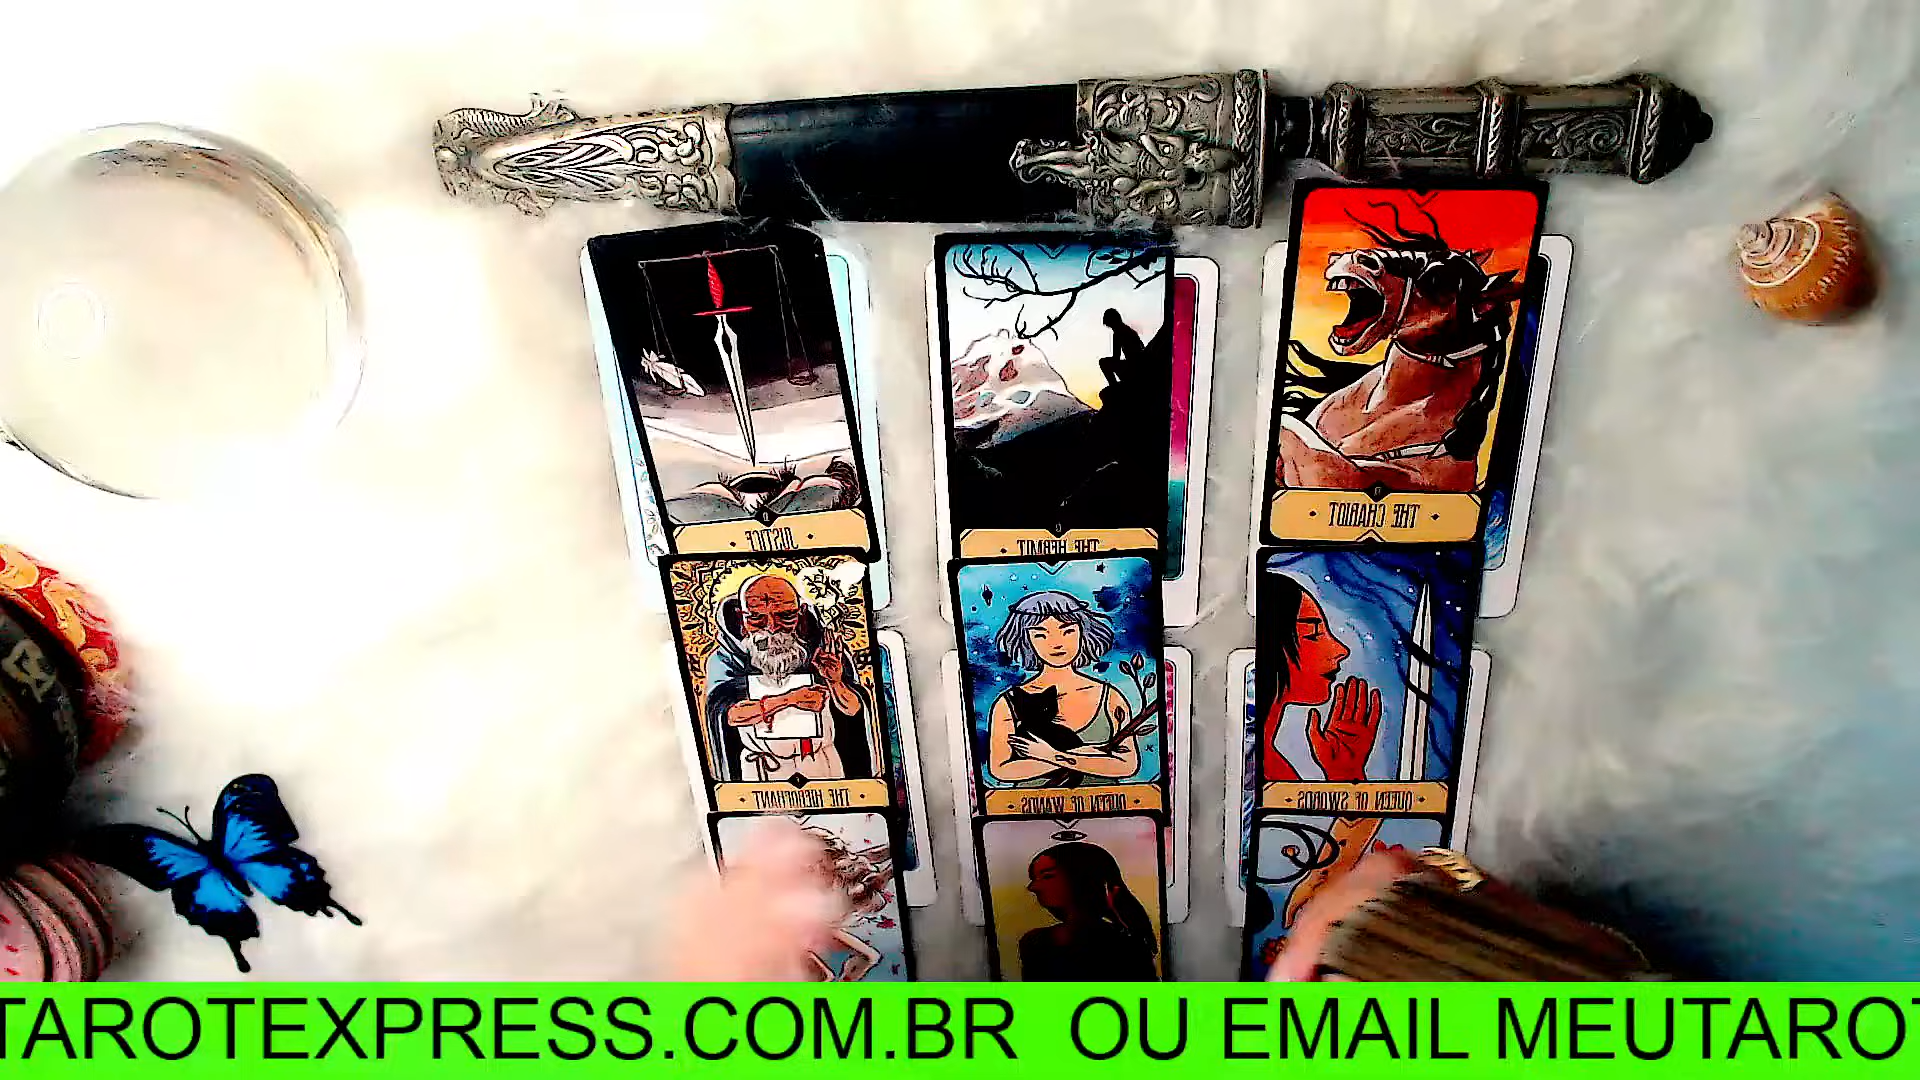 JUSTICE
THE HERMIT
THE CHARIOT
THE HIEROPHANT
QUEEN OF WANDS
QUEEN OF SWORDS
TAROTEXPRESS.COM.BR OU EMAIL MEUTAROT